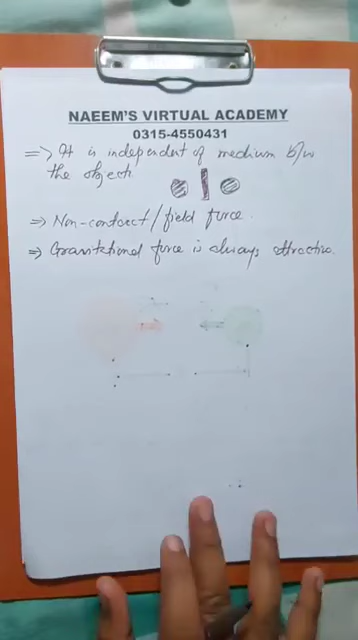 NAEEM'S VIRTUAL ACADEMY
0315-4550431
=> It is independent of medium b/w
the objects.
=> Non-contact/field force.
=> Gravitational force is always attractive.